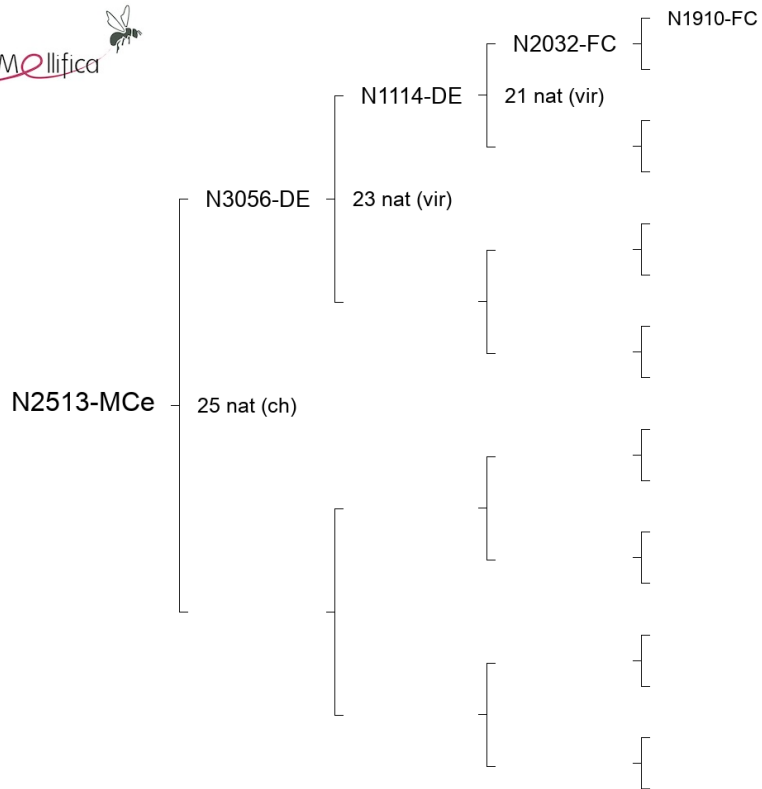 Mellifica
N1910-FC
N2032-FC
N1114-DE
21 nat (vir)
N3056-DE
23 nat (vir)
N2513-MCe
25 nat (ch)